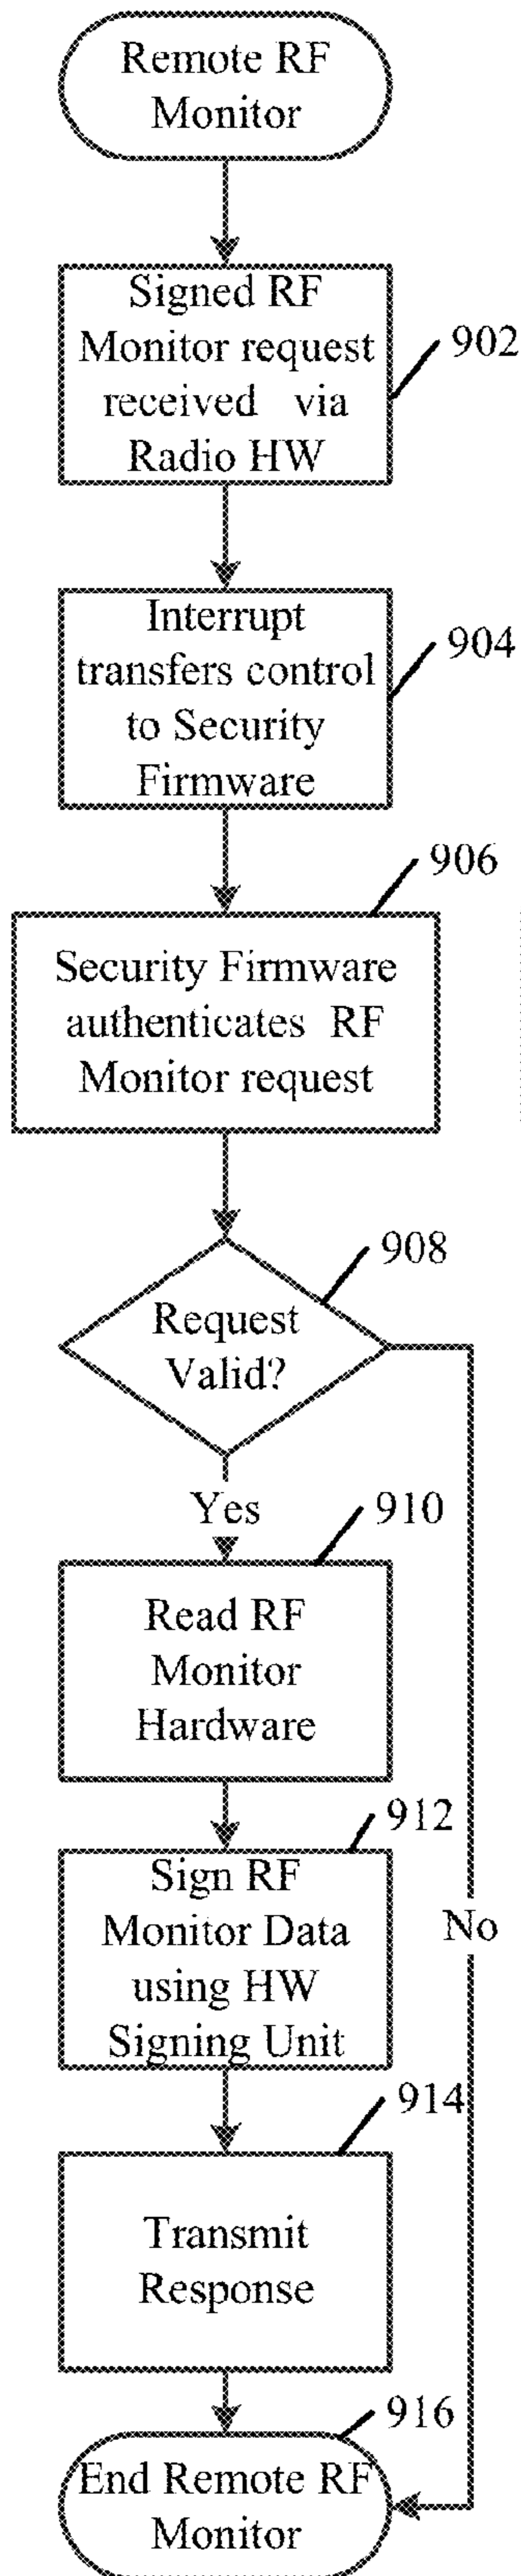 Remote RF
Monitor
Signed RF
Monitor request
received via
Radio HW
902
Interrupt
transfers control
to Security
Firmware
904
906
Security Firmware
authenticates RF
Monitor request
908
Request
Valid?
Yes
910
Read RF
Monitor
Hardware
912
Sign RF
Monitor Data
using HW
Signing Unit
No
914
Transmit
Response
916
End Remote RF
Monitor